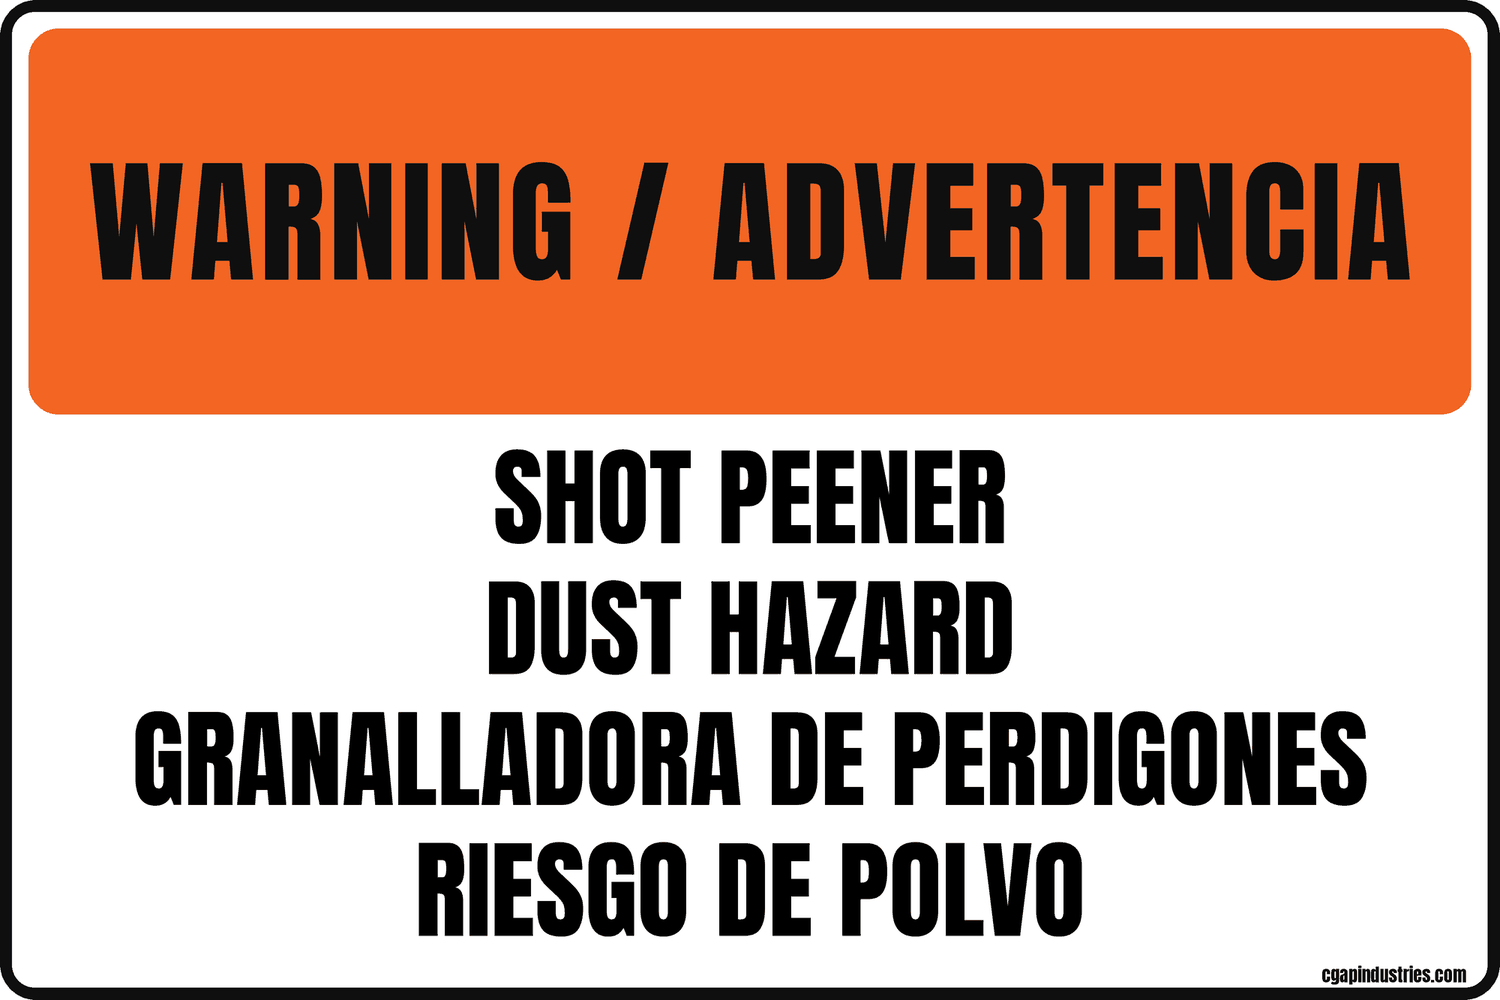 WARNING / ADVERTENCIA
SHOT PEENER
DUST HAZARD
GRANALLADORA DE PERDIGONES
RIESGO DE POLVO
cgapindustries.com